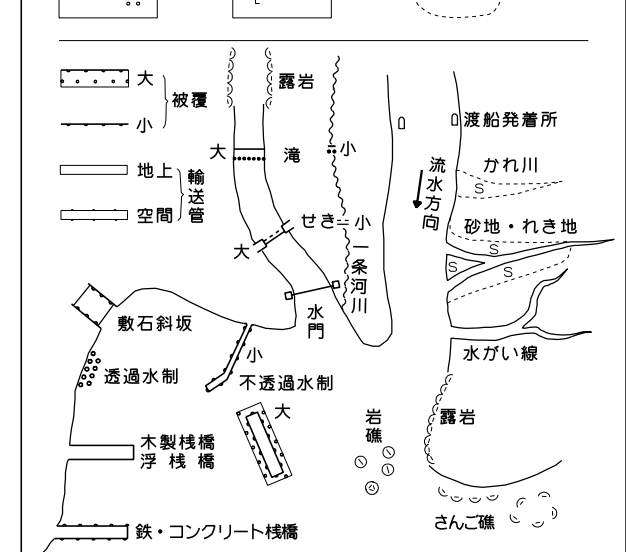 大
被覆
小
地上
輸送管
空間
露岩
大
滝
小
せき
小
大
一条河川
水門
渡船発着所
流水方向
かれ川
S
砂地・れき地
S
S
S
水がい線
露岩
さんご礁
岩礁
敷石斜坂
透過水制
小
不透過水制
大
木製桟橋
浮桟橋
鉄・コンクリート桟橋